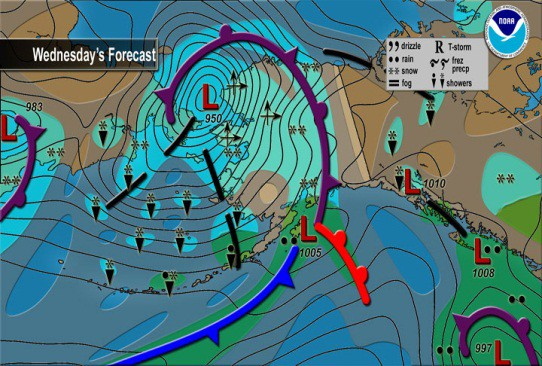 Wednesday's Forecast
NOAA
drizzle R T-storm
rain frez
snow precp
fog showers
983
L
L
950
L
1010
L
1005
L
1008
L
997